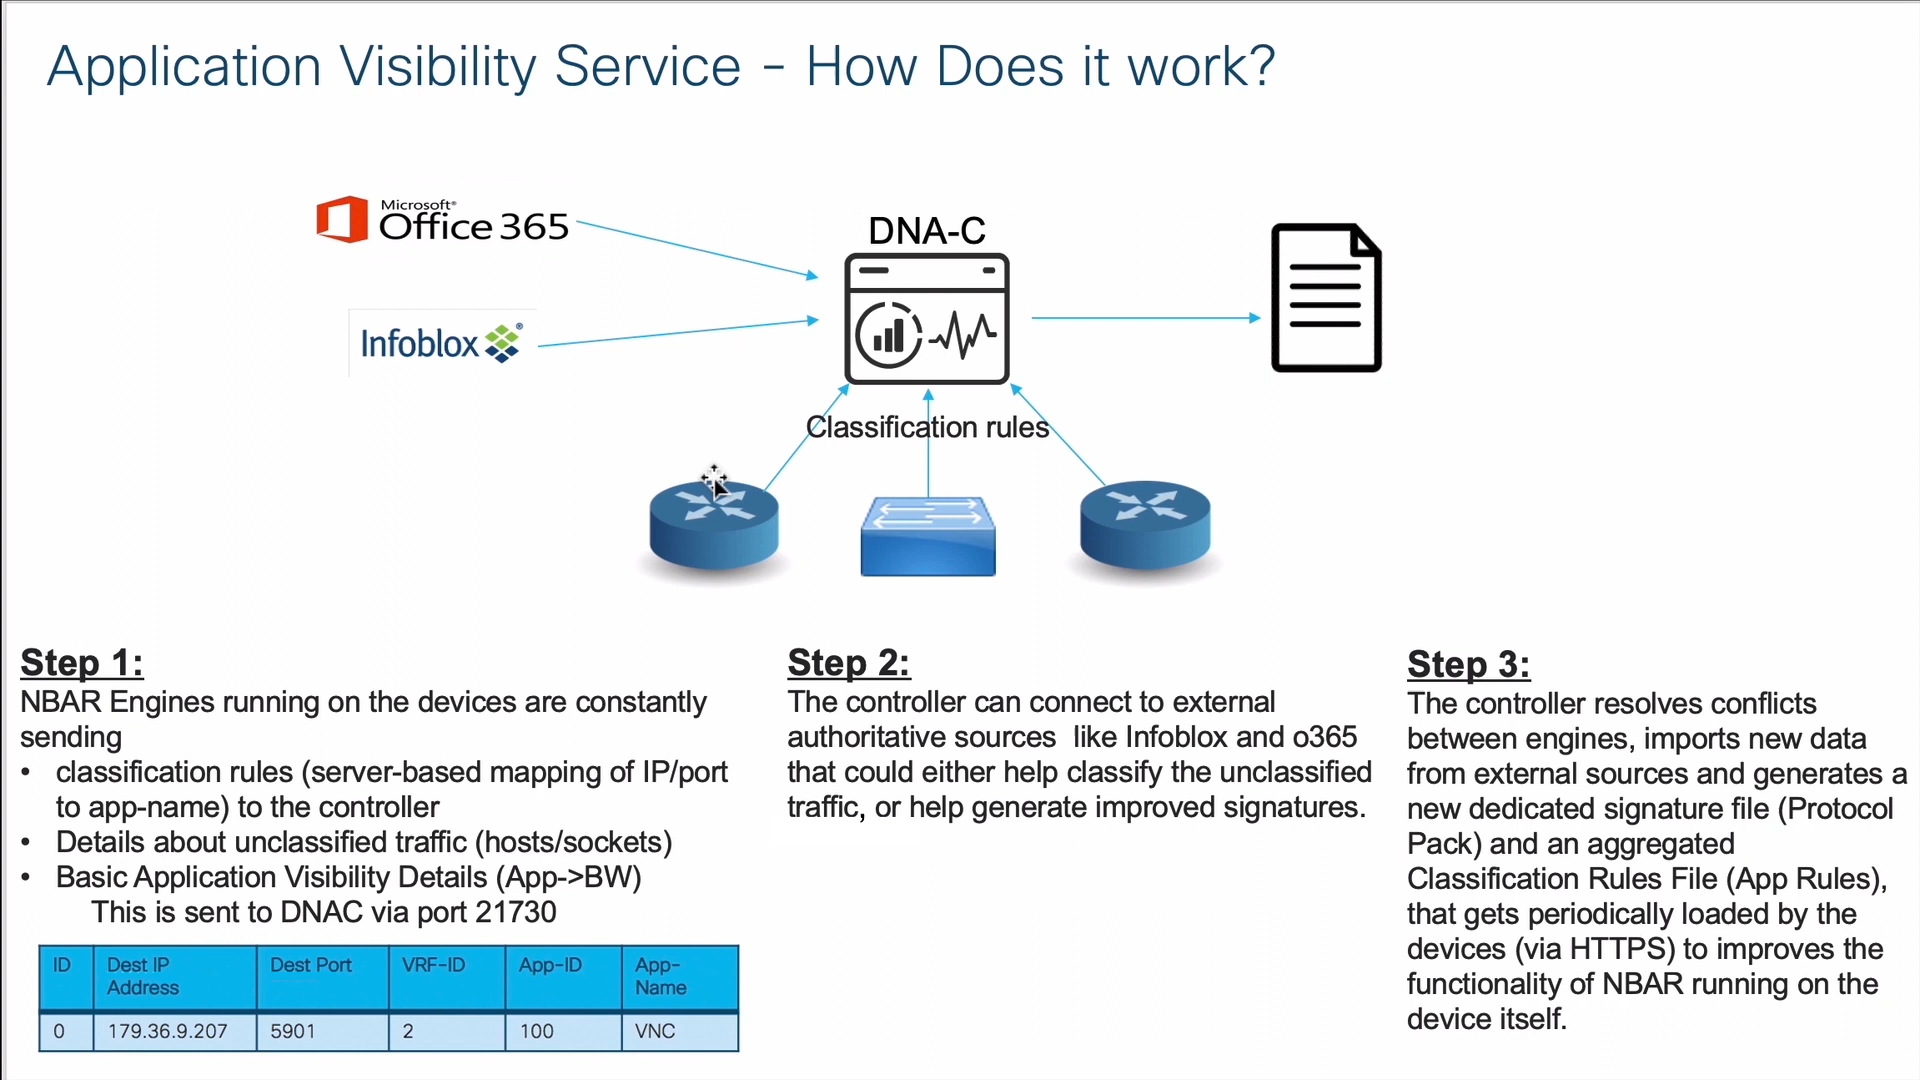 Application Visibility Service - How Does it work?
Microsoft®
Office 365
DNA-C
Infoblox®
Classification rules
Step 1:
NBAR Engines running on the devices are constantly
sending
• classification rules (server-based mapping of IP/port
to app-name) to the controller
• Details about unclassified traffic (hosts/sockets)
• Basic Application Visibility Details (App->BW)
This is sent to DNAC via port 21730
ID Dest IP Address Dest Port VRF-ID App-ID App-Name
0 179.36.9.207 5901 2 100 VNC
Step 2:
The controller can connect to external
authoritative sources  like Infoblox and o365
that could either help classify the unclassified
traffic, or help generate improved signatures.
Step 3:
The controller resolves conflicts
between engines, imports new data
from external sources and generates a
new dedicated signature file (Protocol
Pack) and an aggregated
Classification Rules File (App Rules),
that gets periodically loaded by the
devices (via HTTPS) to improves the
functionality of NBAR running on the
device itself.